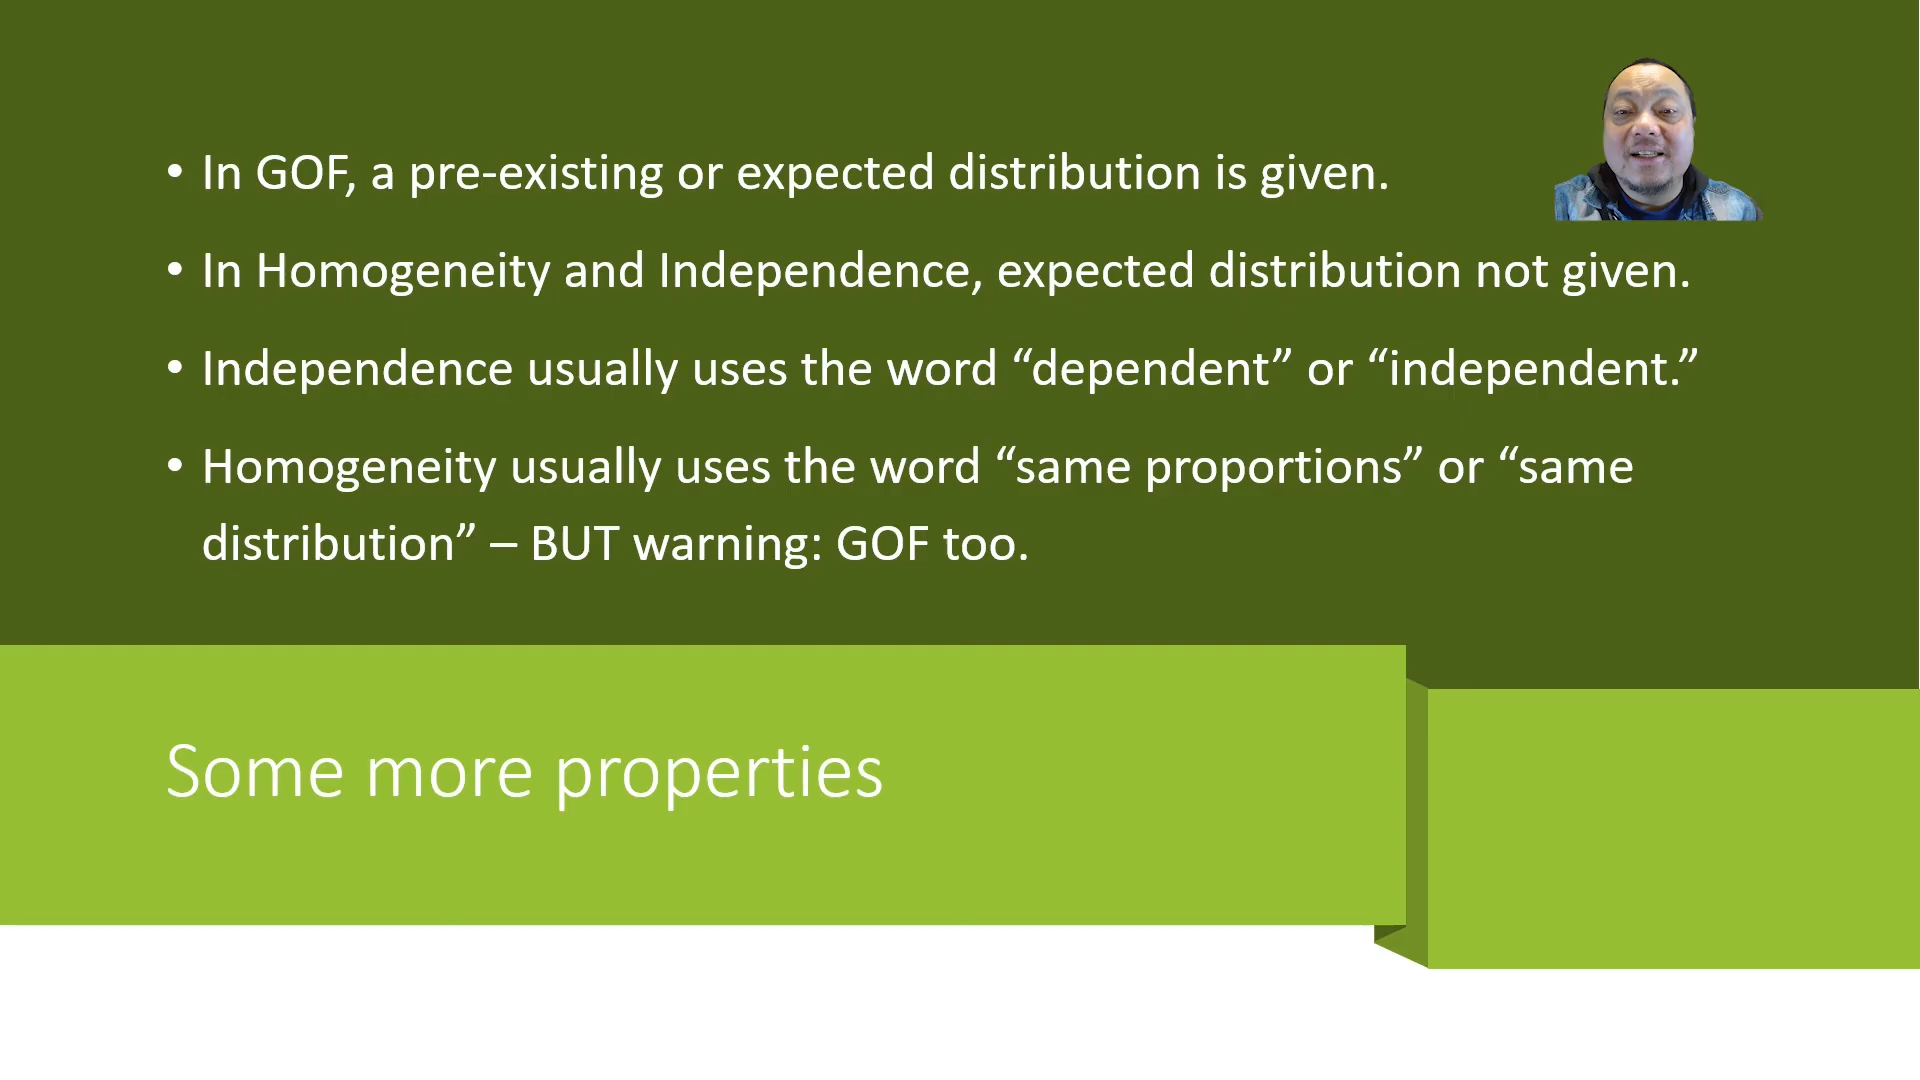 • In GOF, a pre-existing or expected distribution is given.
• In Homogeneity and Independence, expected distribution not given.
• Independence usually uses the word “dependent” or “independent.”
• Homogeneity usually uses the word “same proportions” or “same
distribution” – BUT warning: GOF too.
Some more properties